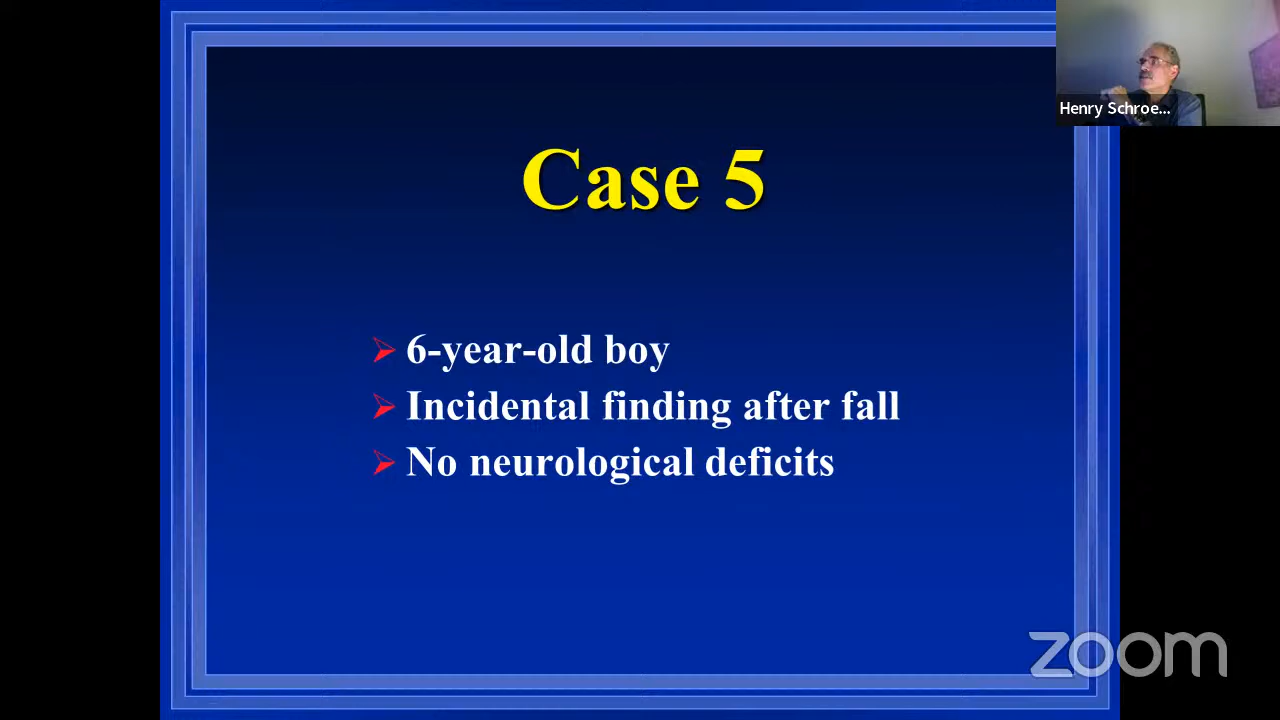 Henry Schroe...
Case 5
6-year-old boy
Incidental finding after fall
No neurological deficits
zoom